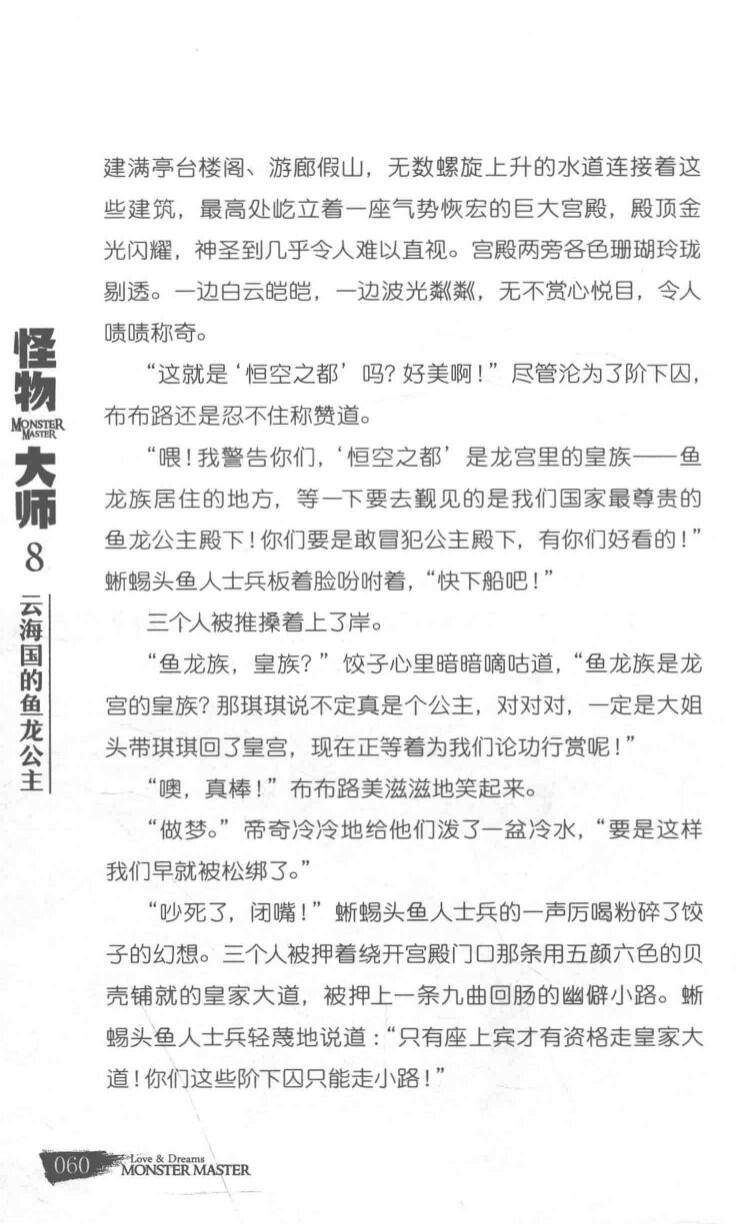 建满亭台楼阁、游廊假山，无数螺旋上升的水道连接着这
些建筑，最高处屹立着一座气势恢宏的巨大宫殿，殿顶金
光闪耀，神圣到几乎令人难以直视。宫殿两旁各色珊瑚玲珑
剔透。一边白云皑皑，一边波光粼粼，无不赏心悦目，令人
啧啧称奇。
“这就是‘恒空之都’吗？好美啊！”尽管沦为了阶下囚，
布布路还是忍不住称赞道。
“喂！我警告你们，‘恒空之都’是龙宫里的皇族——鱼
龙族居住的地方，等一下要去觐见的是我们国家最尊贵的
鱼龙公主殿下！你们要是敢冒犯公主殿下，有你们好看的！”
蜥蜴头鱼人士兵板着脸吩咐着，“快下船吧！”
三个人被推搡着上了岸。
“鱼龙族，皇族？”饺子心里暗暗嘀咕道，“鱼龙族是龙
宫的皇族？那琪琪说不定真是个公主，对对对，一定是大姐
头带琪琪回了皇宫，现在正等着为我们论功行赏呢！”
“噢，真棒！”布布路美滋滋地笑起来。
“做梦。”帝奇冷冷地给他们泼了一盆冷水，“要是这样
我们早就被松绑了。”
“吵死了，闭嘴！”蜥蜴头鱼人士兵的一声厉喝粉碎了饺
子的幻想。三个人被押着绕开宫殿门口那条用五颜六色的贝
壳铺就的皇家大道，被押上一条九曲回肠的幽僻小路。蜥
蜴头鱼人士兵轻蔑地说道：“只有座上宾才有资格走皇家大
道！你们这些阶下囚只能走小路！”
怪物
MONSTER
MASTER
大师
8
云海国的鱼龙公主
060
Love & Dreams
MONSTER MASTER